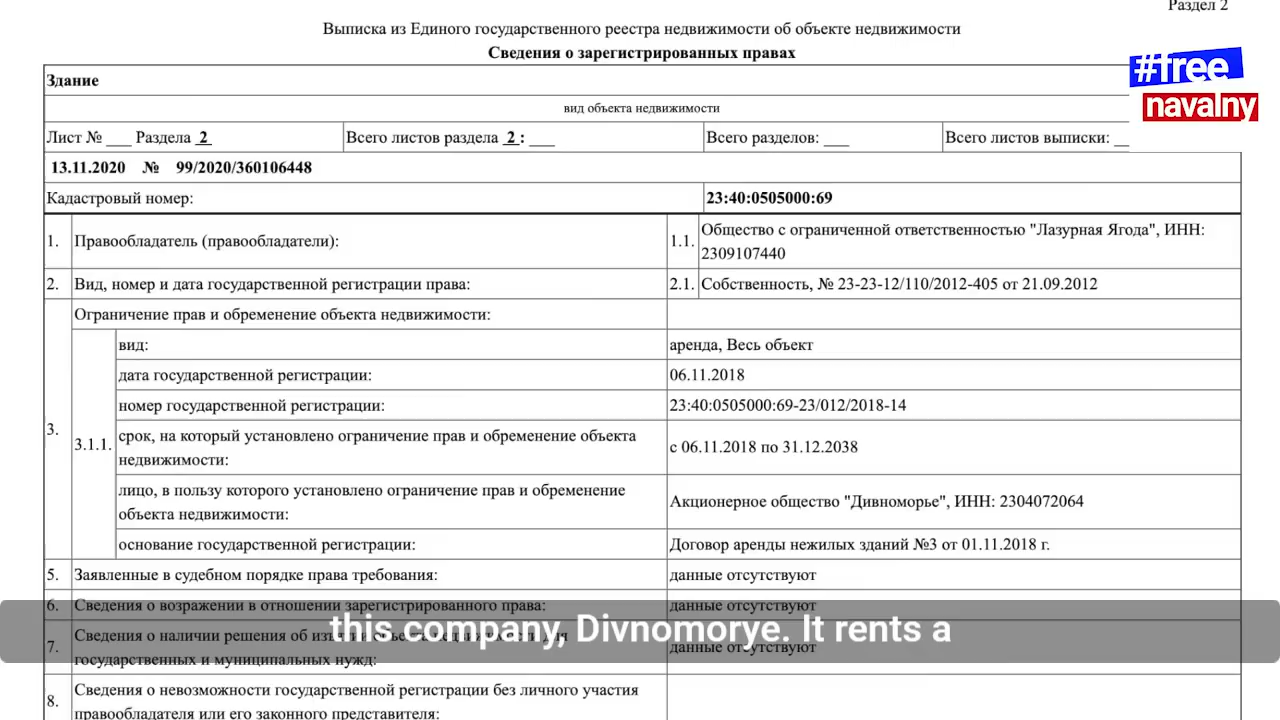 Раздел 2
Выписка из Единого государственного реестра недвижимости об объекте недвижимости
Сведения о зарегистрированных правах
#free
navalny
Здание
вид объекта недвижимости
Лист № ___ Раздела 2 Всего листов раздела 2 : ___ Всего разделов: ___ Всего листов выписки: __
13.11.2020 № 99/2020/360106448
Кадастровый номер: 23:40:0505000:69
1. Правообладатель (правообладатели): 1.1. Общество с ограниченной ответственностью "Лазурная Ягода", ИНН:
2309107440
2. Вид, номер и дата государственной регистрации права: 2.1. Собственность, № 23-23-12/110/2012-405 от 21.09.2012
3. Ограничение прав и обременение объекта недвижимости:
3.1.1. вид: аренда, Весь объект
дата государственной регистрации: 06.11.2018
номер государственной регистрации: 23:40:0505000:69-23/012/2018-14
срок, на который установлено ограничение прав и обременение объекта
недвижимости: с 06.11.2018 по 31.12.2038
лицо, в пользу которого установлено ограничение прав и обременение
объекта недвижимости: Акционерное общество "Дивноморье", ИНН: 2304072064
основание государственной регистрации: Договор аренды нежилых зданий №3 от 01.11.2018 г.
5. Заявленные в судебном порядке права требования: данные отсутствуют
6. Сведения о возражении в отношении зарегистрированного права: данные отсутствуют
this company, Divnomorye. It rents a
7. Сведения о наличии решения об для
государственных и муниципальных нужд: данные отсутствуют
8. Сведения о невозможности государственной регистрации без личного участия
правообладателя или его законного представителя: